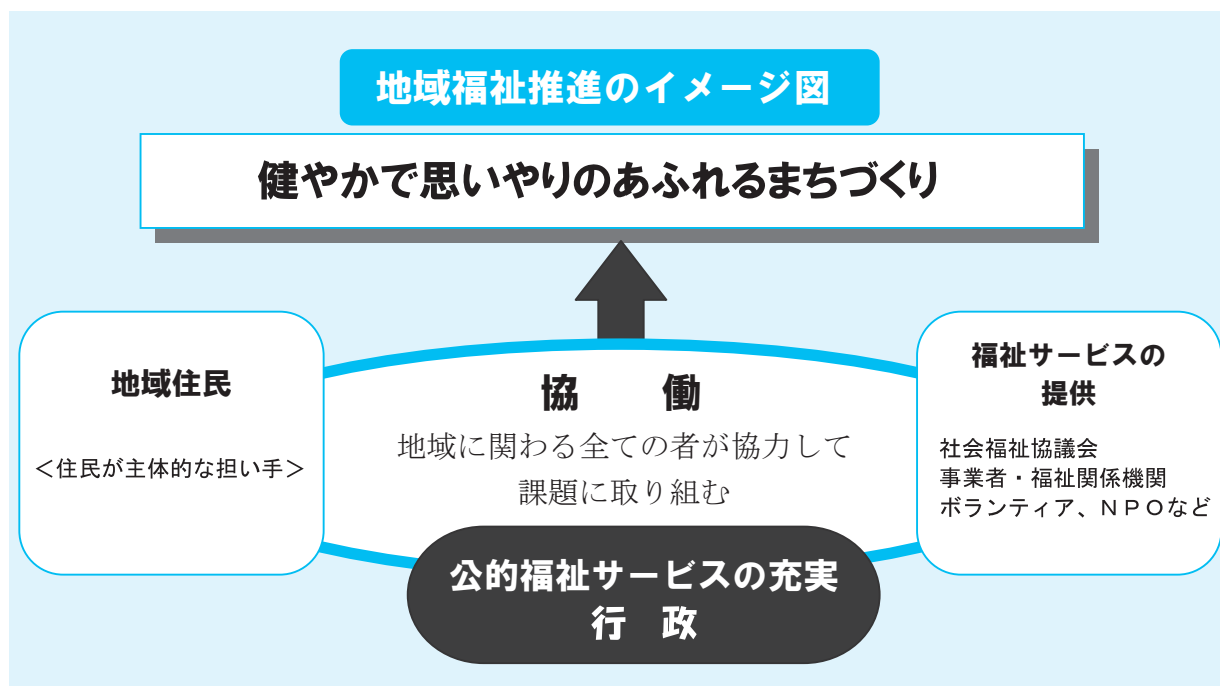 地域福祉推進のイメージ図
健やかで思いやりのあふれるまちづくり
地域住民
＜住民が主体的な担い手＞
協　働
地域に関わる全ての者が協力して
課題に取り組む
福祉サービスの
提供
社会福祉協議会
事業者・福祉関係機関
ボランティア、ＮＰＯなど
公的福祉サービスの充実
行　政